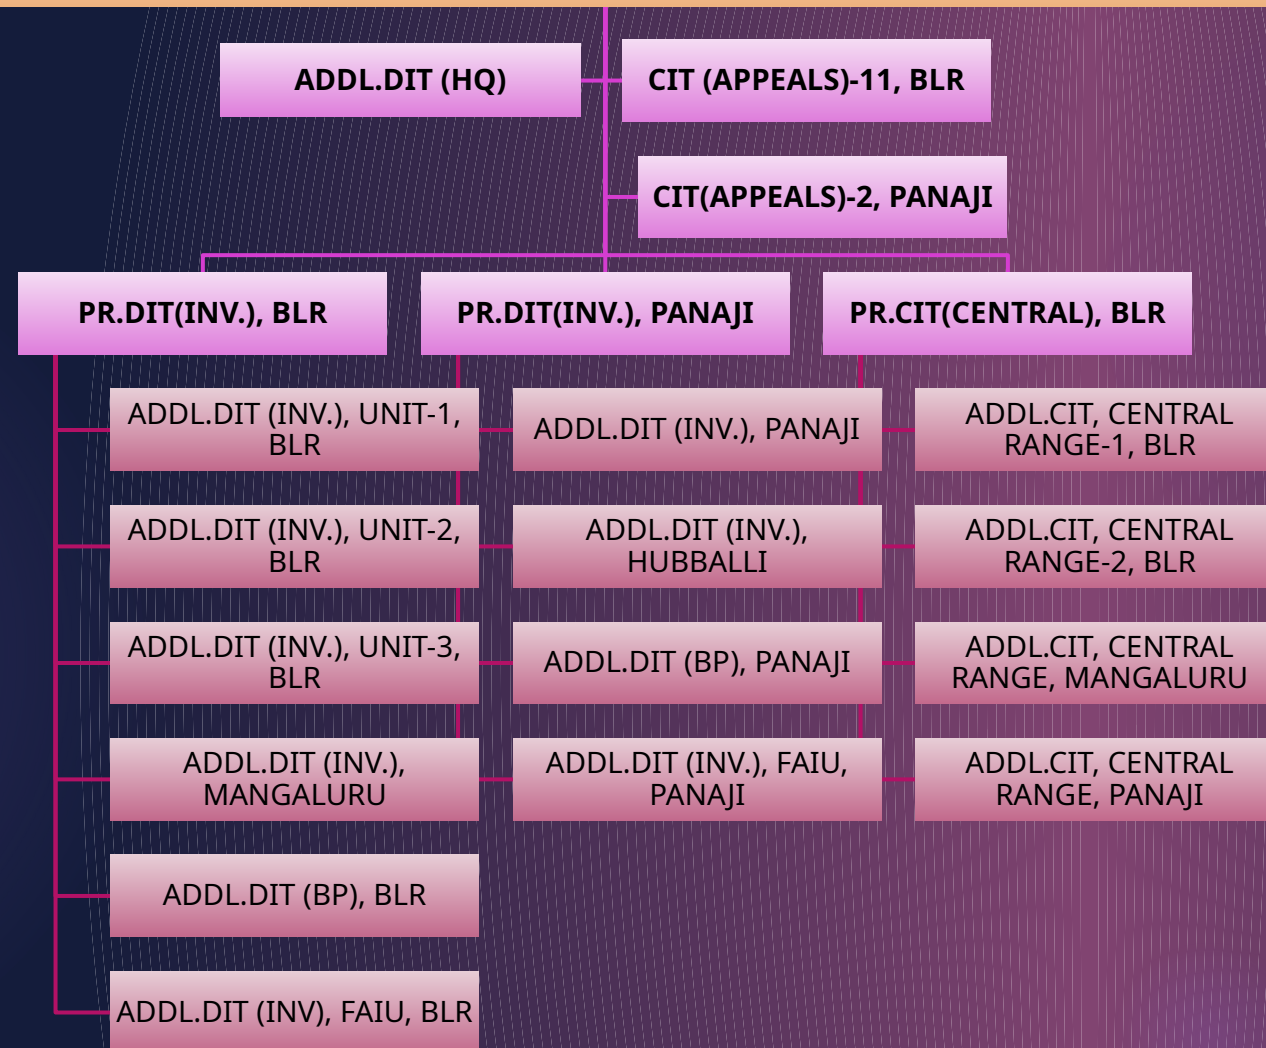 ADDL.DIT (HQ)
CIT (APPEALS)-11, BLR
CIT(APPEALS)-2, PANAJI
PR.DIT(INV.), BLR
PR.DIT(INV.), PANAJI
PR.CIT(CENTRAL), BLR
ADDL.DIT (INV.), UNIT-1,
BLR
ADDL.DIT (INV.), PANAJI
ADDL.CIT, CENTRAL
RANGE-1, BLR
ADDL.DIT (INV.), UNIT-2,
BLR
ADDL.DIT (INV.),
HUBBALLI
ADDL.CIT, CENTRAL
RANGE-2, BLR
ADDL.DIT (INV.), UNIT-3,
BLR
ADDL.DIT (BP), PANAJI
ADDL.CIT, CENTRAL
RANGE, MANGALURU
ADDL.DIT (INV.),
MANGALURU
ADDL.DIT (INV.), FAIU,
PANAJI
ADDL.CIT, CENTRAL
RANGE, PANAJI
ADDL.DIT (BP), BLR
ADDL.DIT (INV), FAIU, BLR